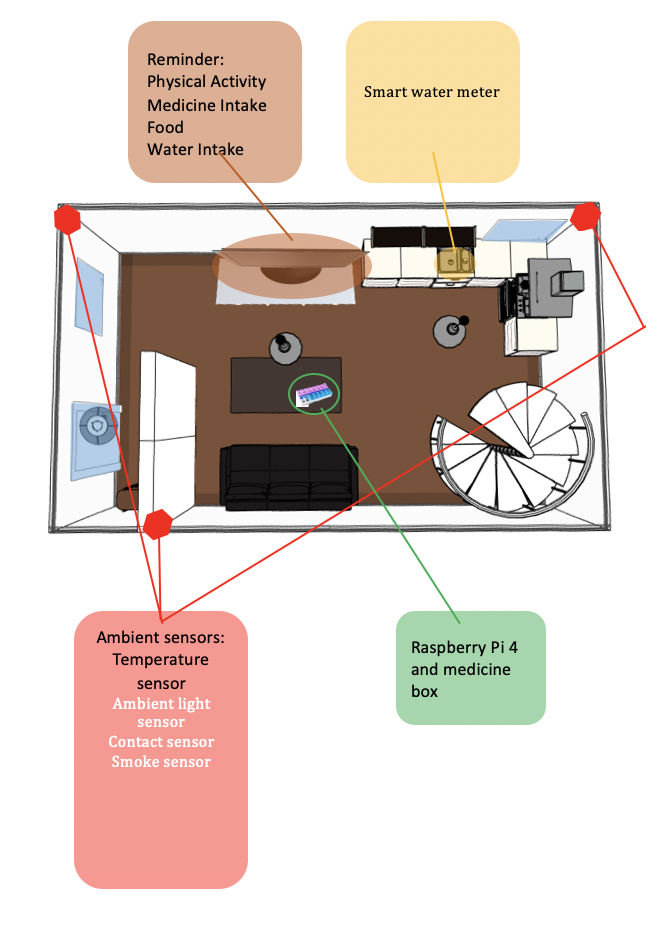 Reminder:
Physical Activity
Medicine Intake
Food
Water Intake
Smart water meter
Ambient sensors:
Temperature
sensor
Ambient light
sensor
Contact sensor
Smoke sensor
Raspberry Pi 4
and medicine
box